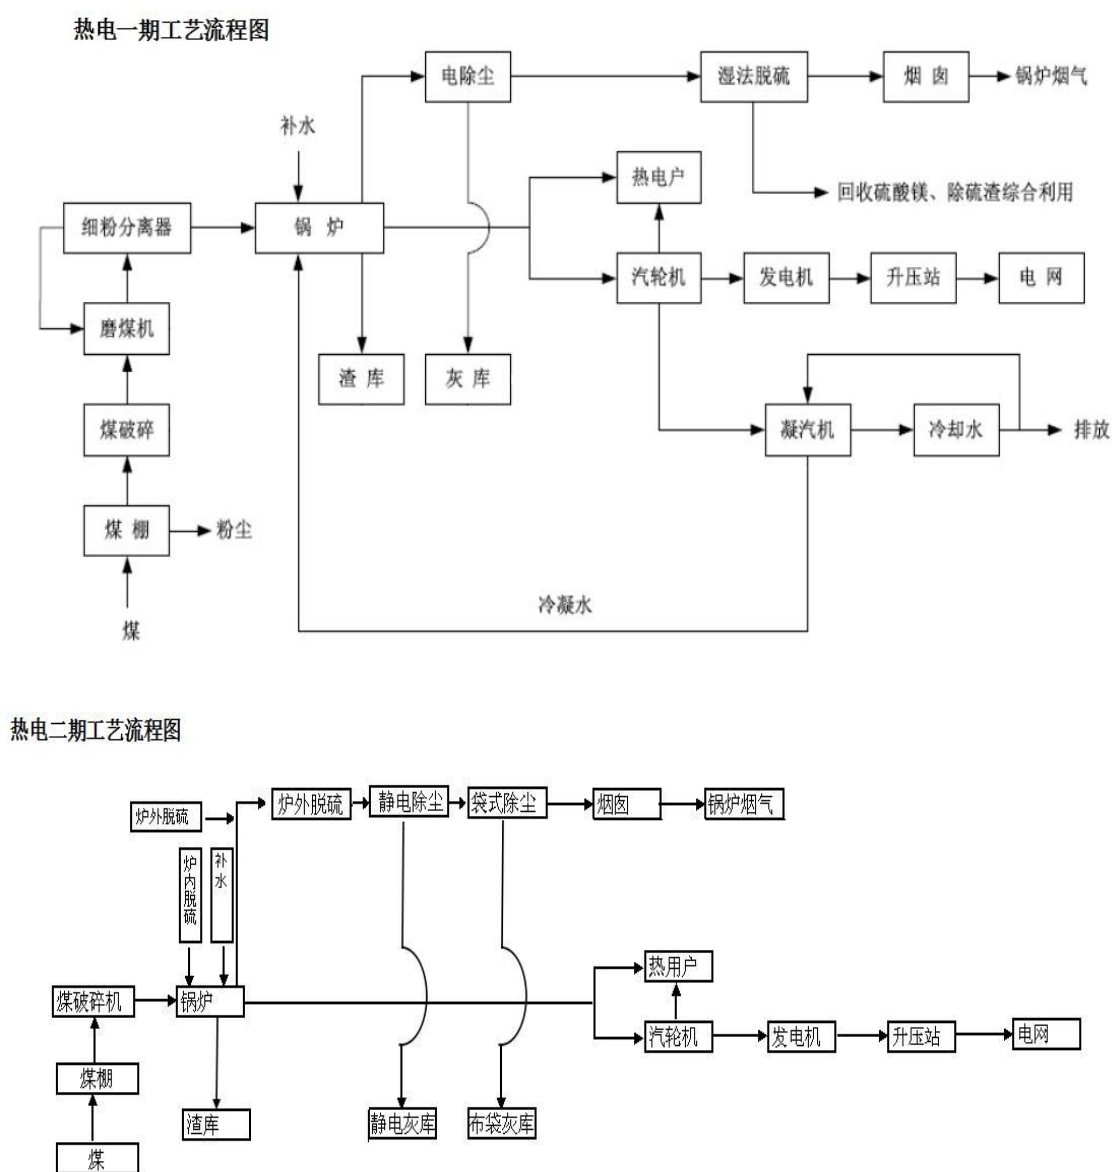 热电一期工艺流程图
电除尘
湿法脱硫
烟 囱
锅炉烟气
补水
热电户
回收硫酸镁、除硫渣综合利用
细粉分离器
锅 炉
汽轮机
发电机
升压站
电 网
磨煤机
渣 库
灰 库
煤破碎
凝汽机
冷却水
排放
煤 棚
粉尘
冷凝水
煤
热电二期工艺流程图
炉外脱硫
炉外脱硫
静电除尘
袋式除尘
烟囱
锅炉烟气
炉内脱硫
补水
热用户
煤破碎机
锅炉
汽轮机
发电机
升压站
电网
煤棚
渣库
静电灰库
布袋灰库
煤